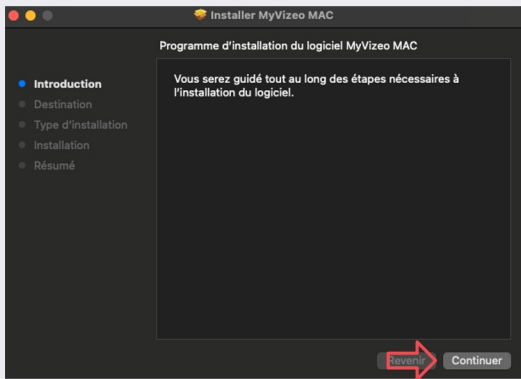 Installer MyVizeo MAC
Programme d'installation du logiciel MyVizeo MAC
Introduction
Destination
Type d'installation
Installation
Résumé
Vous serez guidé tout au long des étapes nécessaires à
l'installation du logiciel.
Revenir
Continuer